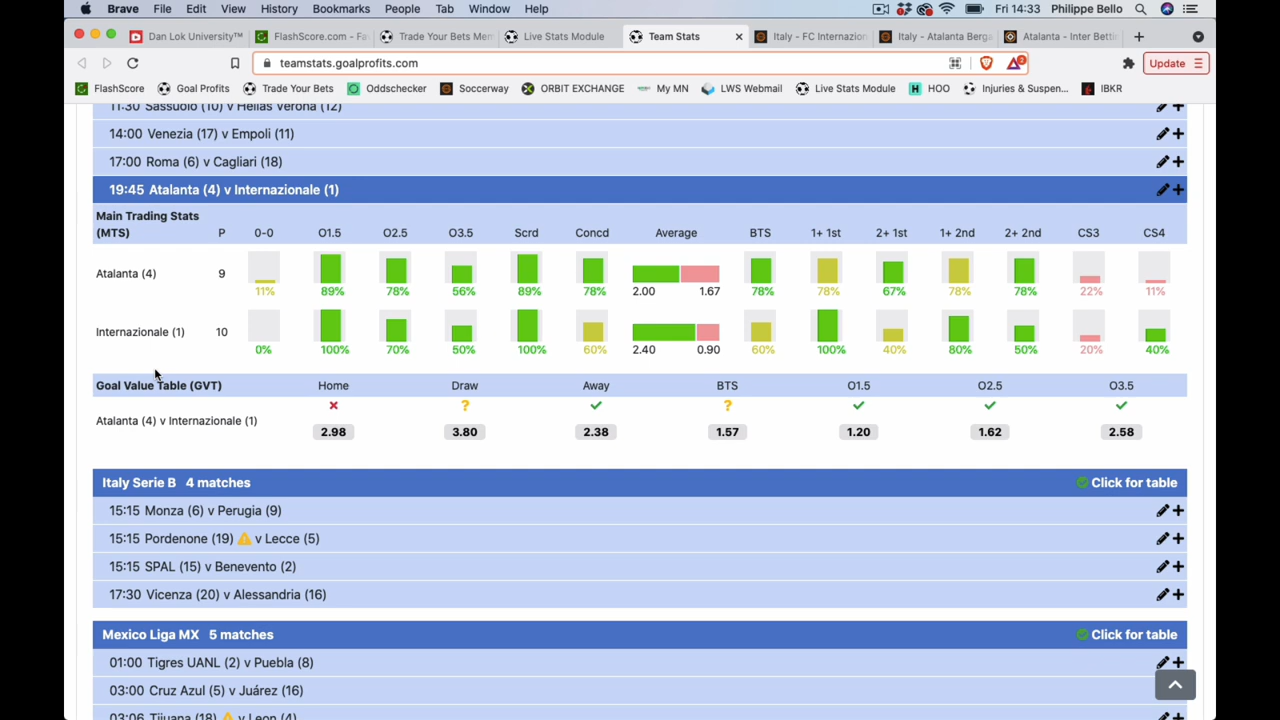 Brave File Edit View History Bookmarks People Tab Window Help Fri 14:33 Philippe Bello
Dan Lok University™ FlashScore.com - Fa Trade Your Bets Mem Live Stats Module Team Stats Italy - FC Internazion Italy - Atalanta Berga Atalanta - Inter Betti
teamstats.goalprofits.com 2 Update
FlashScore Goal Profits Trade Your Bets Oddschecker Soccerway ORBIT EXCHANGE My MN LWS Webmail Live Stats Module HOO Injuries & Suspen... IBKR
11:30 Sassuolo (10) v Hellas Verona (12)
14:00 Venezia (17) v Empoli (11)
17:00 Roma (6) v Cagliari (18)
19:45 Atalanta (4) v Internazionale (1)
Main Trading Stats
(MTS) P 0-0 O1.5 O2.5 O3.5 Scrd Concd Average BTS 1+ 1st 2+ 1st 1+ 2nd 2+ 2nd CS3 CS4
Atalanta (4) 9
11% 89% 78% 56% 89% 78% 2.00 1.67 78% 78% 67% 78% 78% 22% 11%
Internazionale (1) 10
0% 100% 70% 50% 100% 60% 2.40 0.90 60% 100% 40% 80% 50% 20% 40%
Goal Value Table (GVT) Home Draw Away BTS O1.5 O2.5 O3.5
Atalanta (4) v Internazionale (1)
2.98 3.80 2.38 1.57 1.20 1.62 2.58
Italy Serie B 4 matches Click for table
15:15 Monza (6) v Perugia (9)
15:15 Pordenone (19) v Lecce (5)
15:15 SPAL (15) v Benevento (2)
17:30 Vicenza (20) v Alessandria (16)
Mexico Liga MX 5 matches Click for table
01:00 Tigres UANL (2) v Puebla (8)
03:00 Cruz Azul (5) v Juárez (16)
03:06 Tijuana (18) v Leon (4)